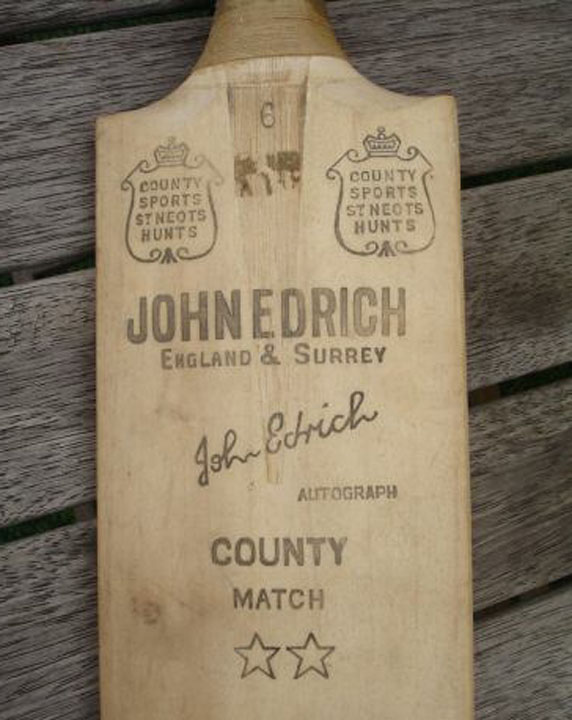 6
COUNTY
SPORTS
ST NEOTS
HUNTS
COUNTY
SPORTS
ST NEOTS
HUNTS
JOHN EDRICH
ENGLAND & SURREY
John Edrich
AUTOGRAPH
COUNTY
MATCH